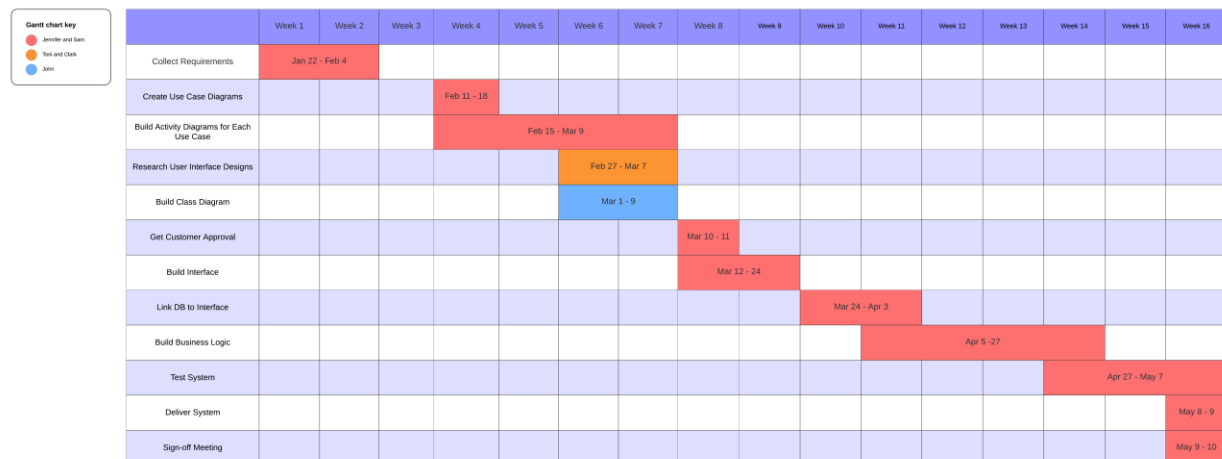 Gantt chart key
Jennifer and Sam
Toni and Clark
John
Week 1 Week 2 Week 3 Week 4 Week 5 Week 6 Week 7 Week 8 Week 9 Week 10 Week 11 Week 12 Week 13 Week 14 Week 15 Week 16
Collect Requirements Jan 22 - Feb 4
Create Use Case Diagrams Feb 11 - 18
Build Activity Diagrams for Each
Use Case
Feb 15 - Mar 9
Research User Interface Designs Feb 27 - Mar 7
Build Class Diagram Mar 1 - 9
Get Customer Approval Mar 10 - 11
Build Interface Mar 12 - 24
Link DB to Interface Mar 24 - Apr 3
Build Business Logic Apr 5 -27
Test System Apr 27 - May 7
Deliver System May 8 - 9
Sign-off Meeting May 9 - 10